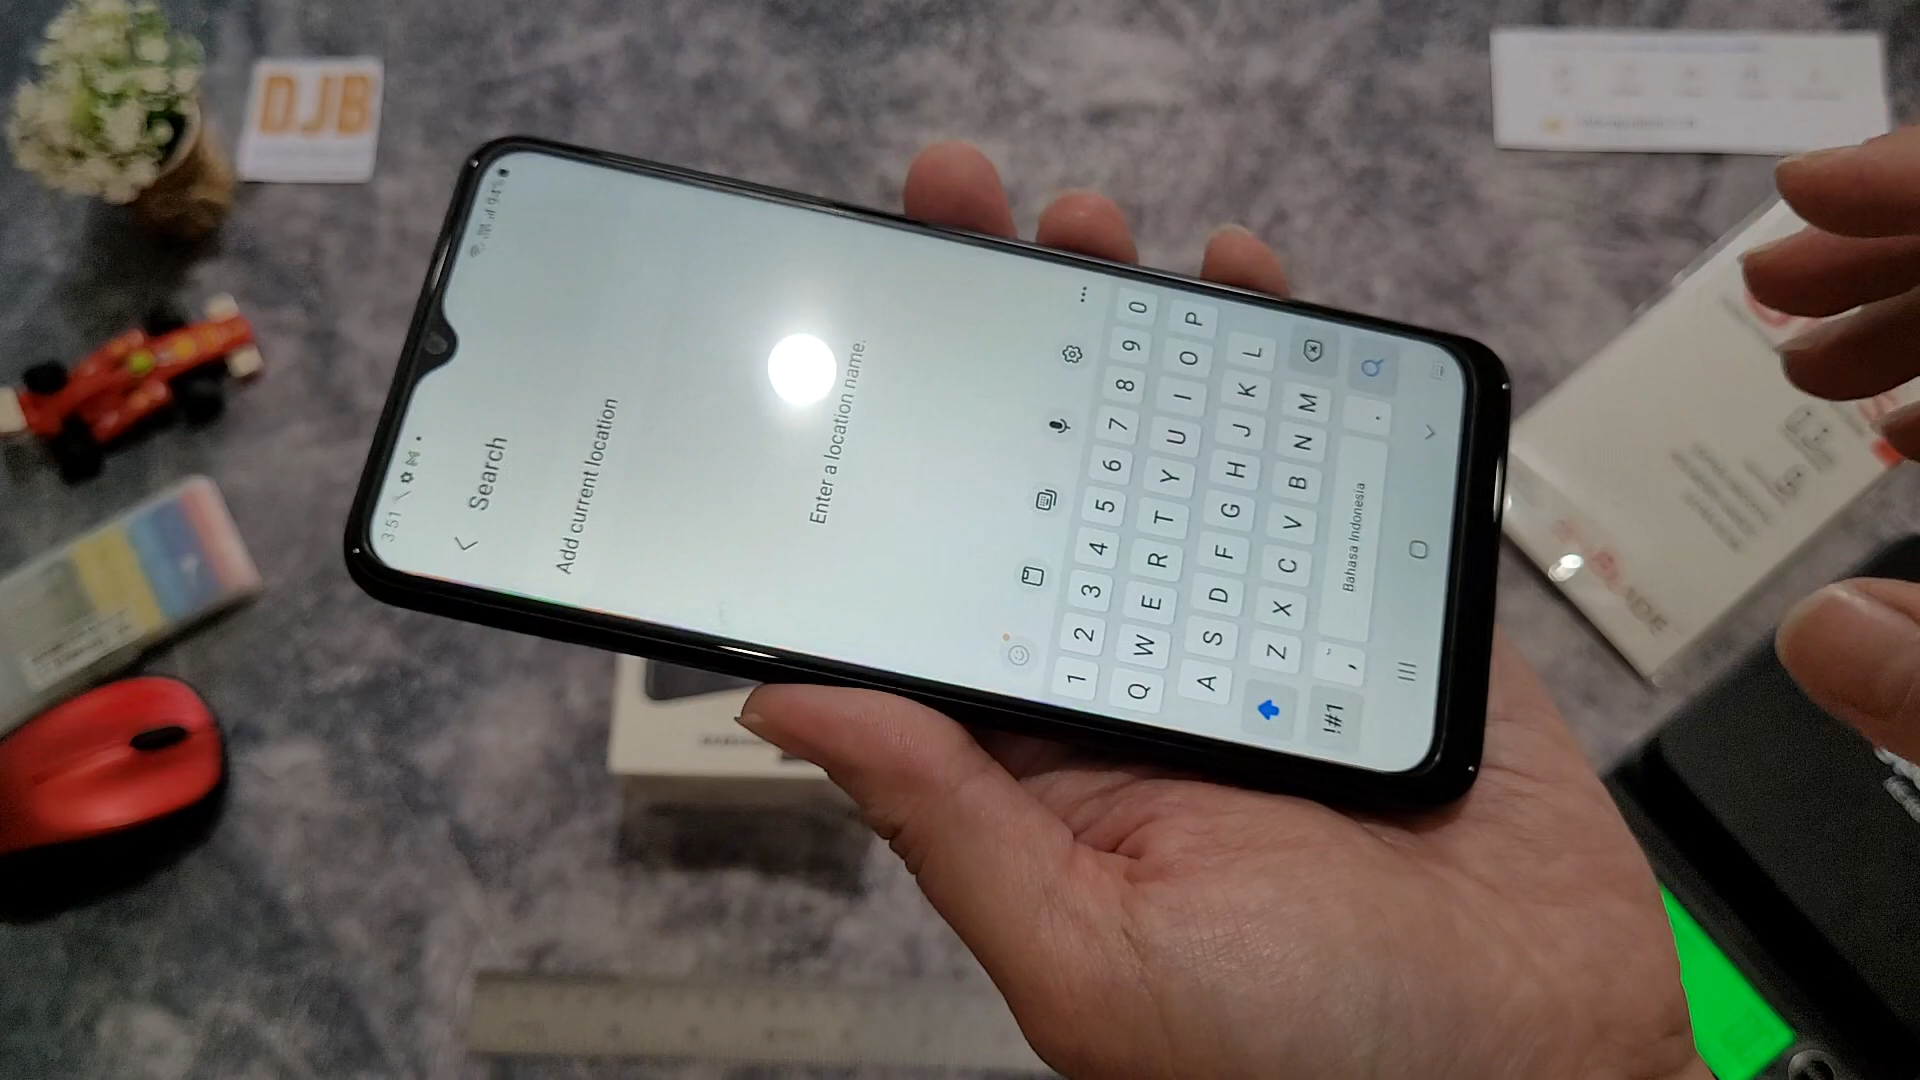 DJB
3:51
94%
Search
Add current location
Enter a location name.
1 2 3 4 5 6 7 8 9 0
Q W E R T Y U I O P
A S D F G H J K L
Z X C V B N M
!#1 , Bahasa Indonesia .